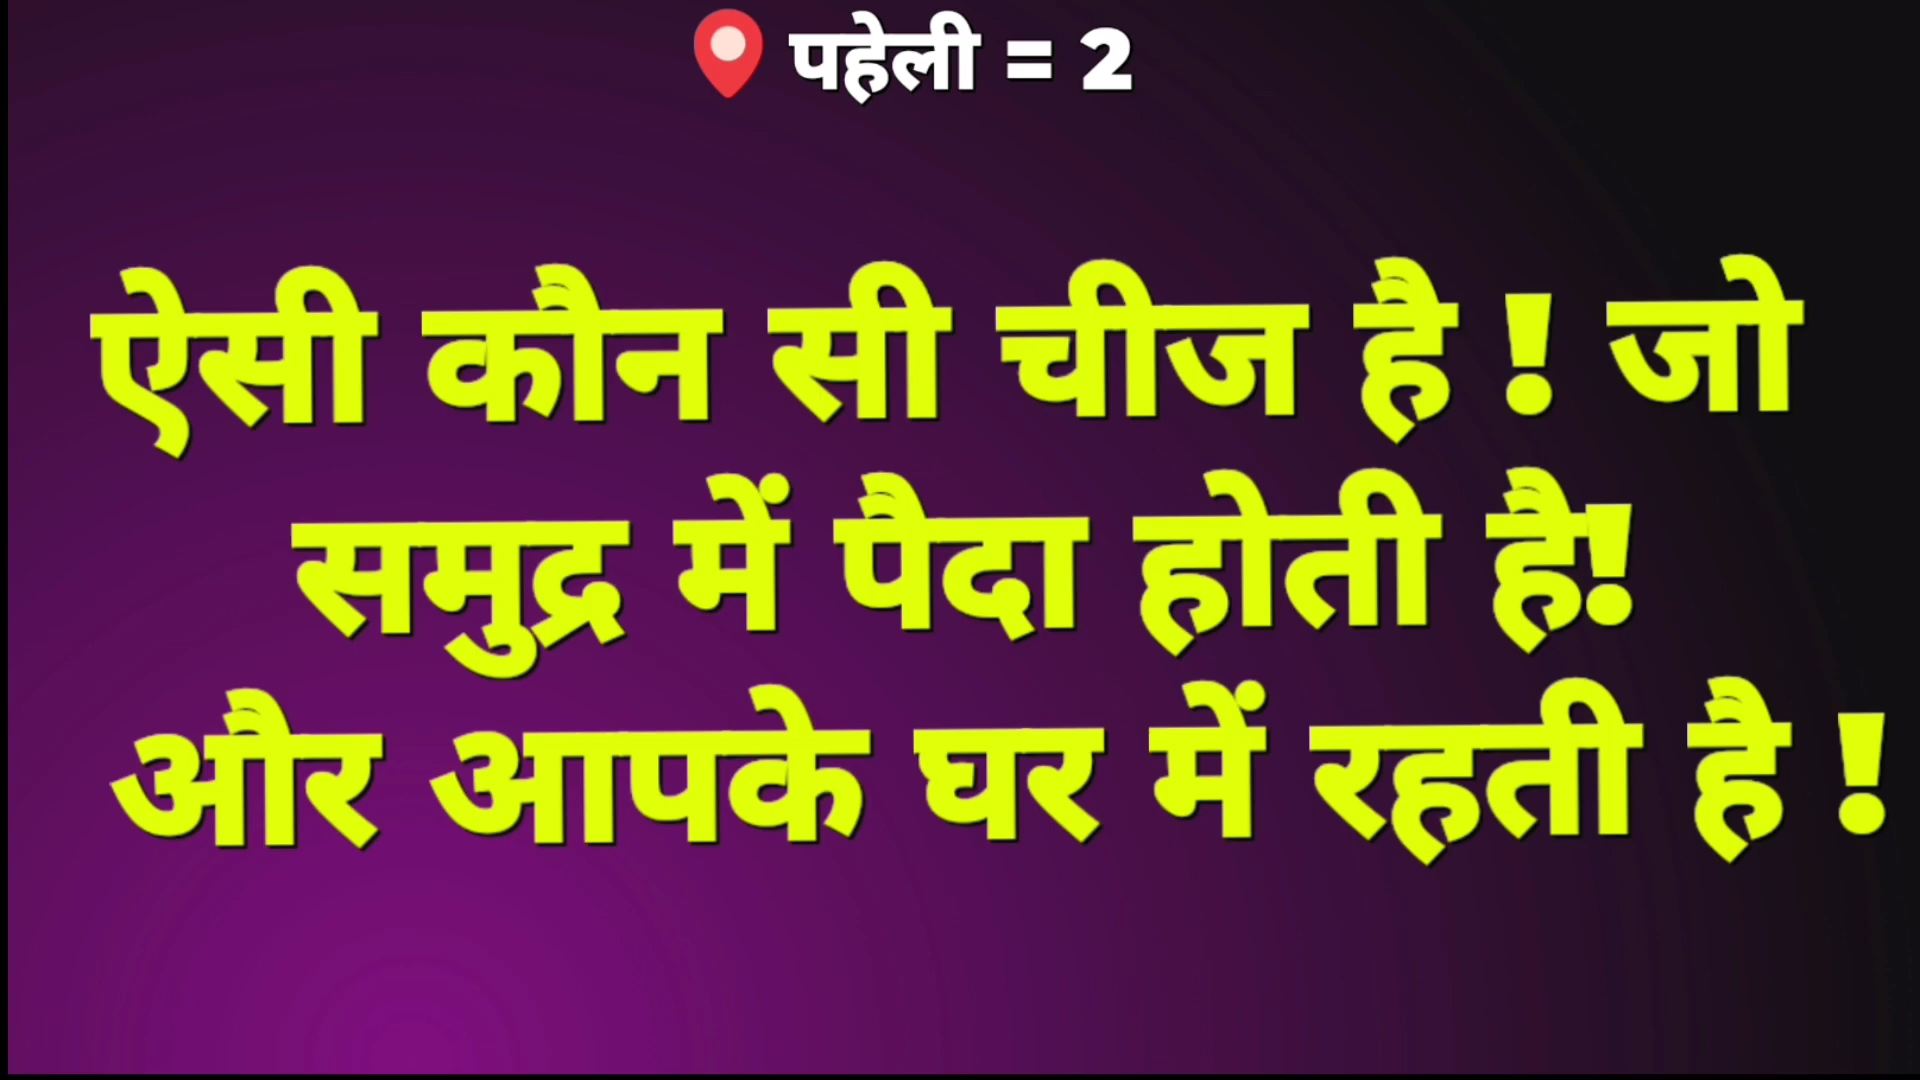 📍 पहेली = 2
ऐसी कौन सी चीज है ! जो
समुद्र में पैदा होती है!
और आपके घर में रहती है !